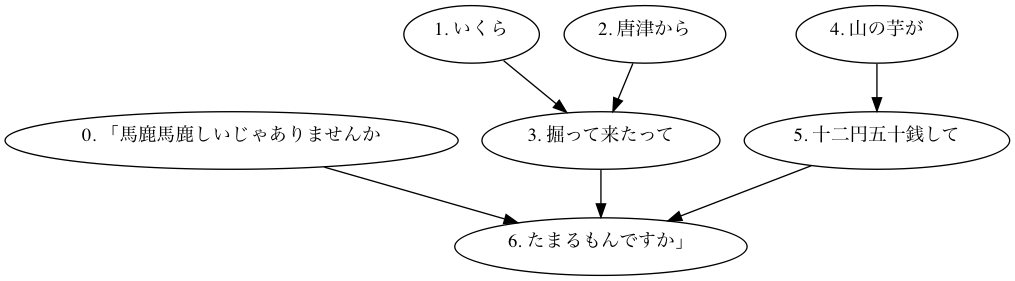 1. いくら
2. 唐津から
4. 山の芋が
0. 「馬鹿馬鹿しいじゃありませんか
3. 掘って来たって
5. 十二円五十銭して
6. たまるもんですか」